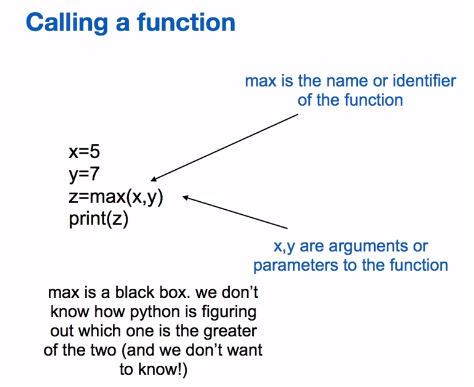 Calling a function
max is the name or identifier
of the function
x=5
y=7
z=max(x,y)
print(z)
x,y are arguments or
parameters to the function
max is a black box. we don't
know how python is figuring
out which one is the greater
of the two (and we don't want
to know!)